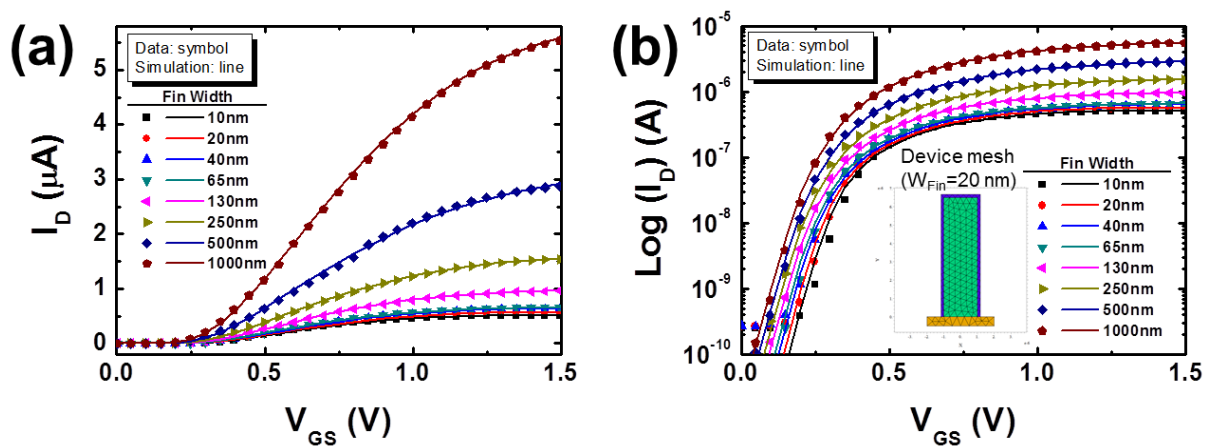 (a)
Data: symbol
Simulation: line
Fin Width
10nm
20nm
40nm
65nm
130nm
250nm
500nm
1000nm
I_D (μA)
5
4
3
2
1
0
0.0 0.5 1.0 1.5
V_GS (V)
(b)
Data: symbol
Simulation: line
Log (I_D) (A)
10^-5
10^-6
10^-7
10^-8
10^-9
10^-10
Device mesh
(W_Fin=20 nm)
Fin Width
10nm
20nm
40nm
65nm
130nm
250nm
500nm
1000nm
0.0 0.5 1.0 1.5
V_GS (V)